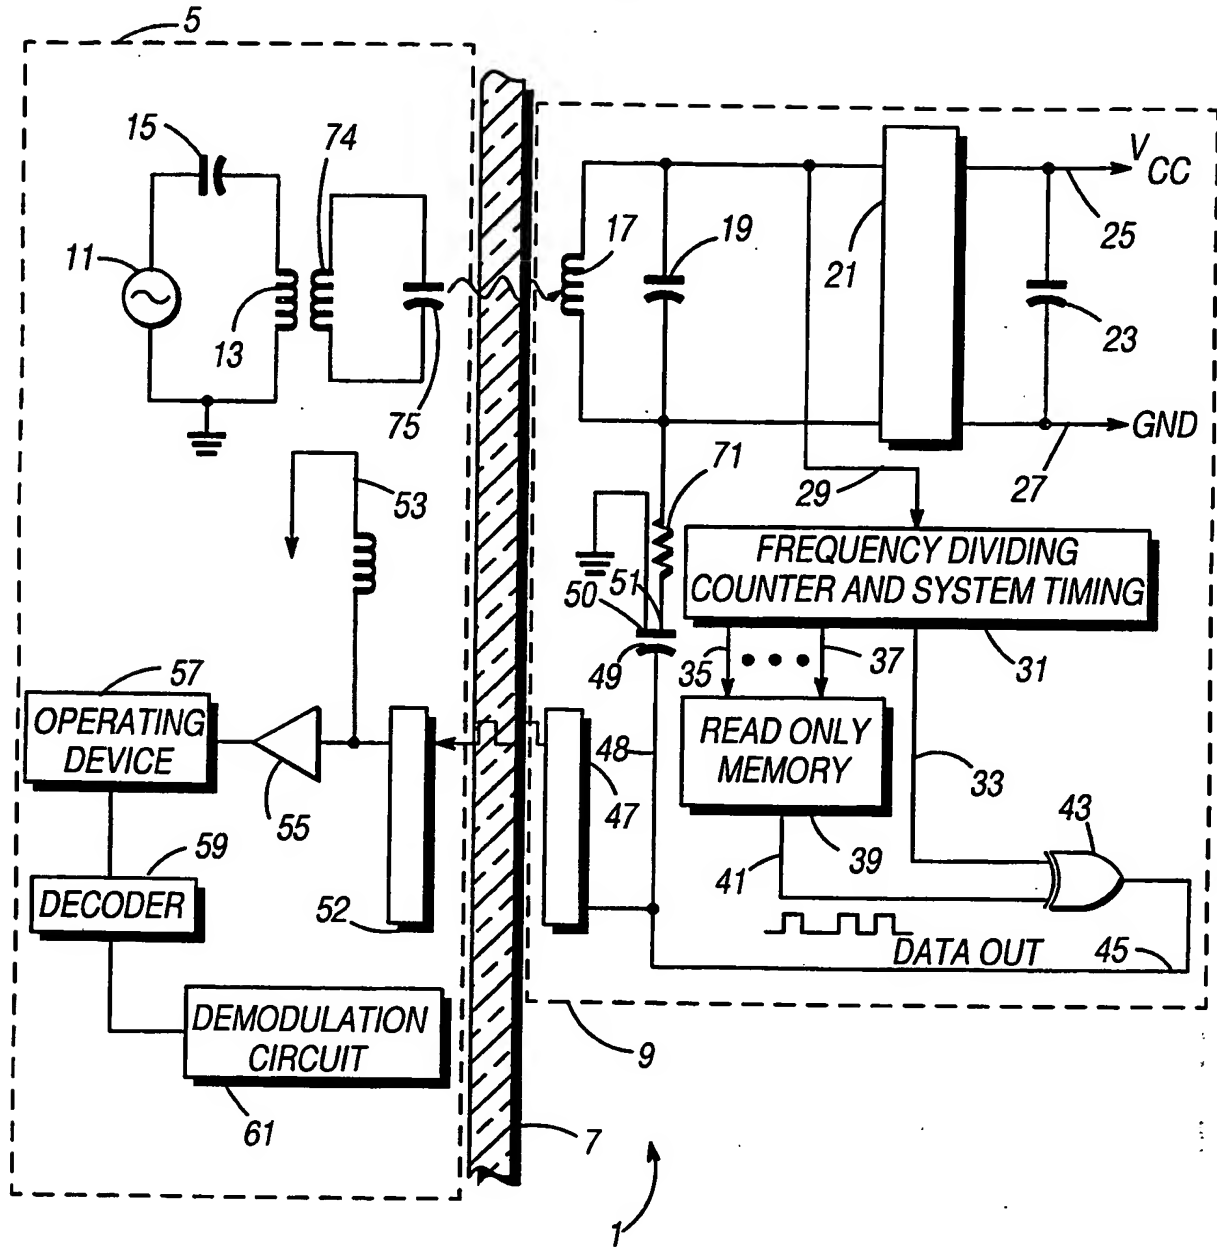 5
15
74
V
CC
17
19
11
21
25
13
23
75
GND
71
53
29
27
FREQUENCY DIVIDING
COUNTER AND SYSTEM TIMING
51
50
49
35
37
31
57
OPERATING
DEVICE
READ ONLY
MEMORY
48
33
47
55
43
59
39
41
DECODER
52
DATA OUT
45
DEMODULATION
CIRCUIT
9
61
7
1